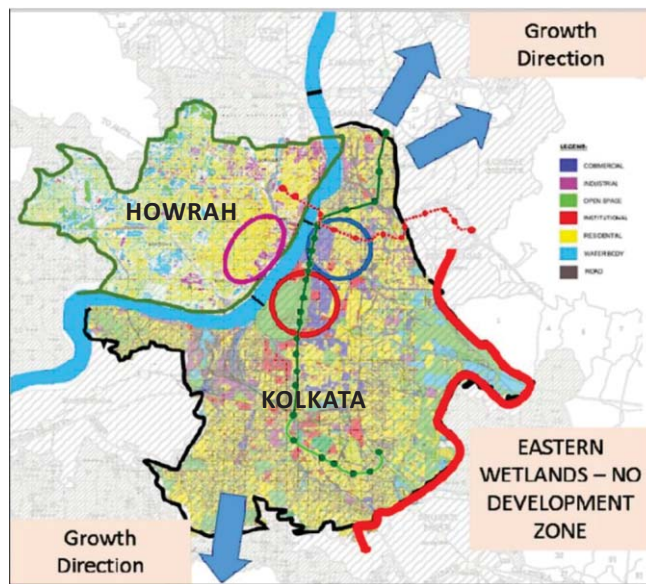 Growth
Direction
LEGEND:
COMMERCIAL
INDUSTRIAL
OPEN SPACE
INSTITUTIONAL
RESIDENTIAL
WATERBODY
ROAD
HOWRAH
KOLKATA
EASTERN
WETLANDS – NO
DEVELOPMENT
ZONE
Growth
Direction